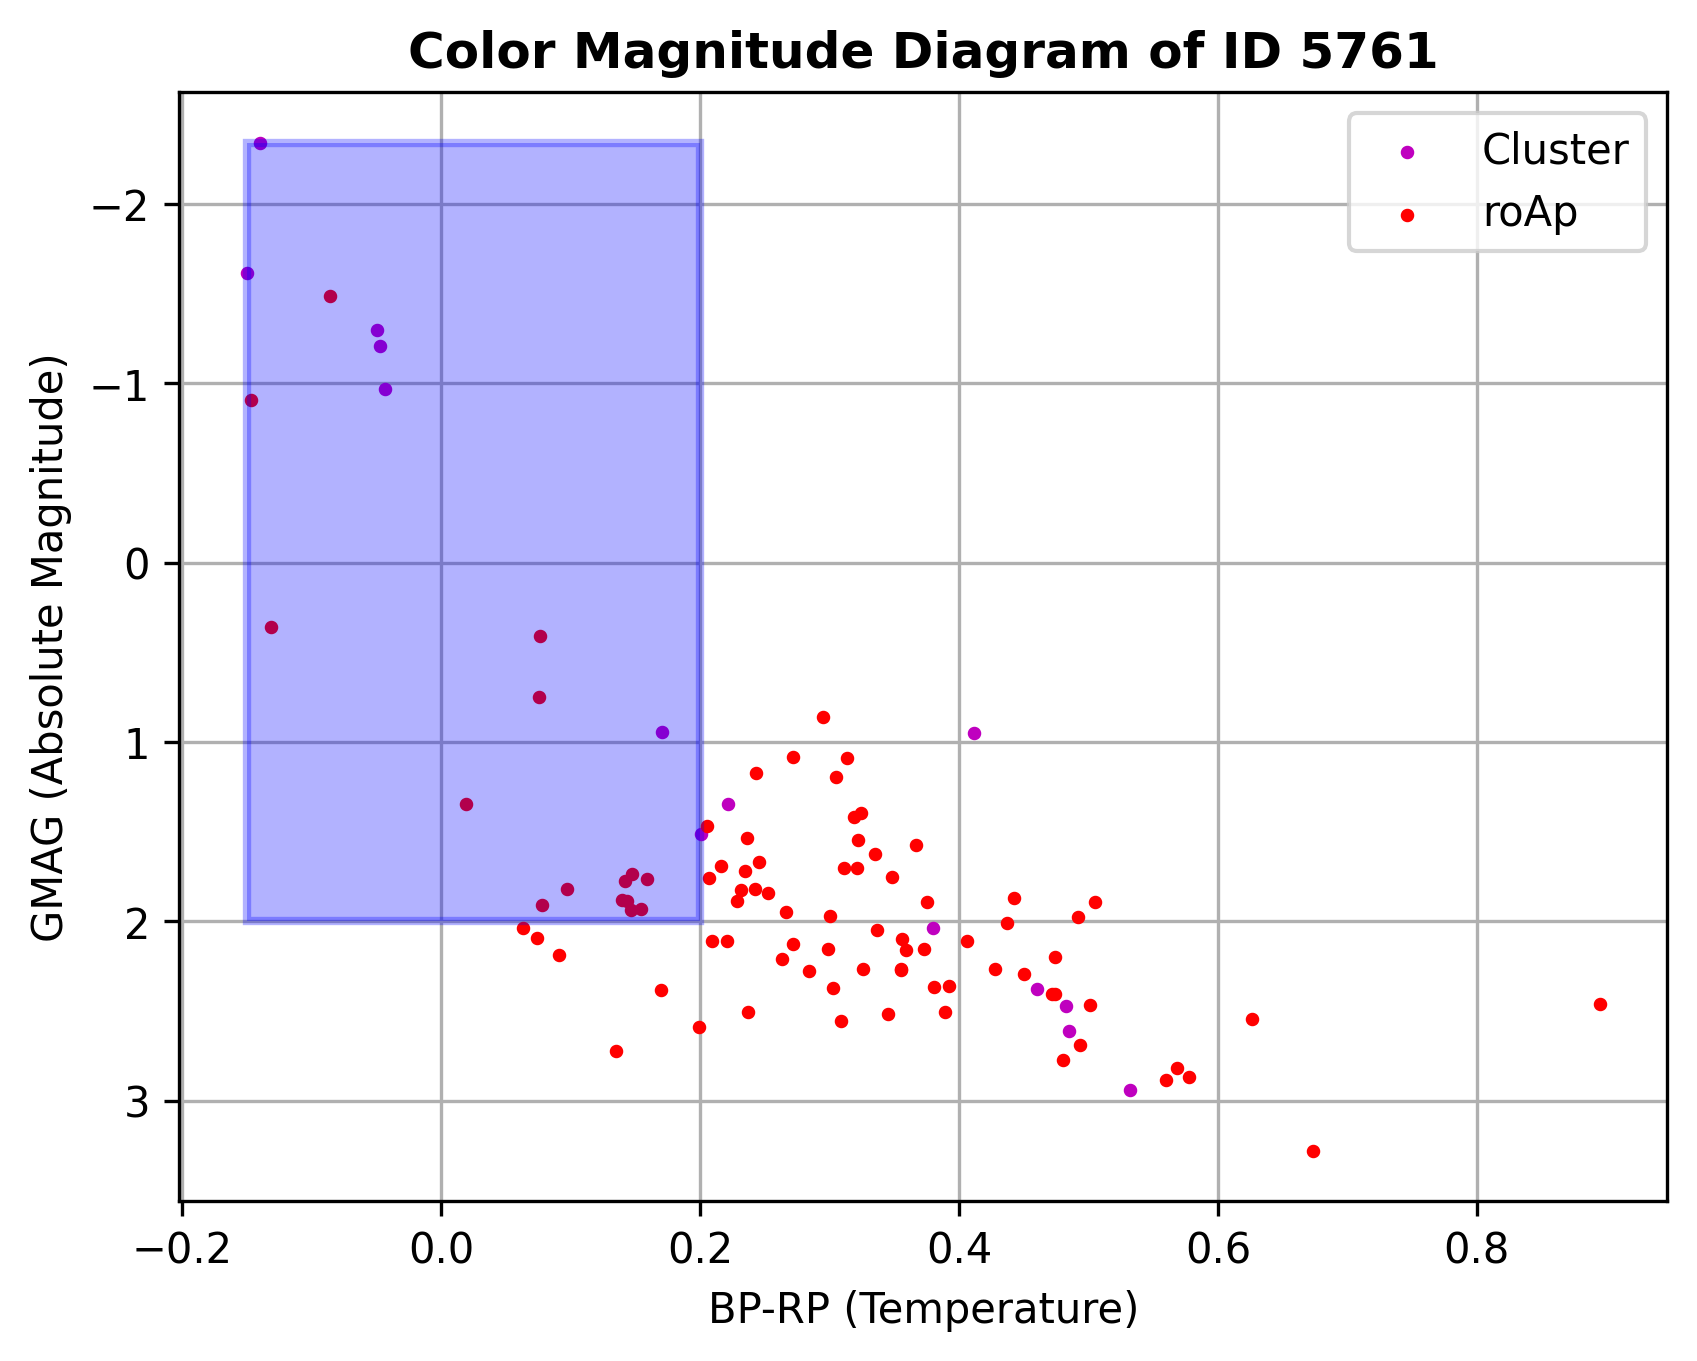 Color Magnitude Diagram of ID 5761
Cluster
roAp
GMAG (Absolute Magnitude)
−2
−1
0
1
2
3
−0.2 0.0 0.2 0.4 0.6 0.8
BP-RP (Temperature)